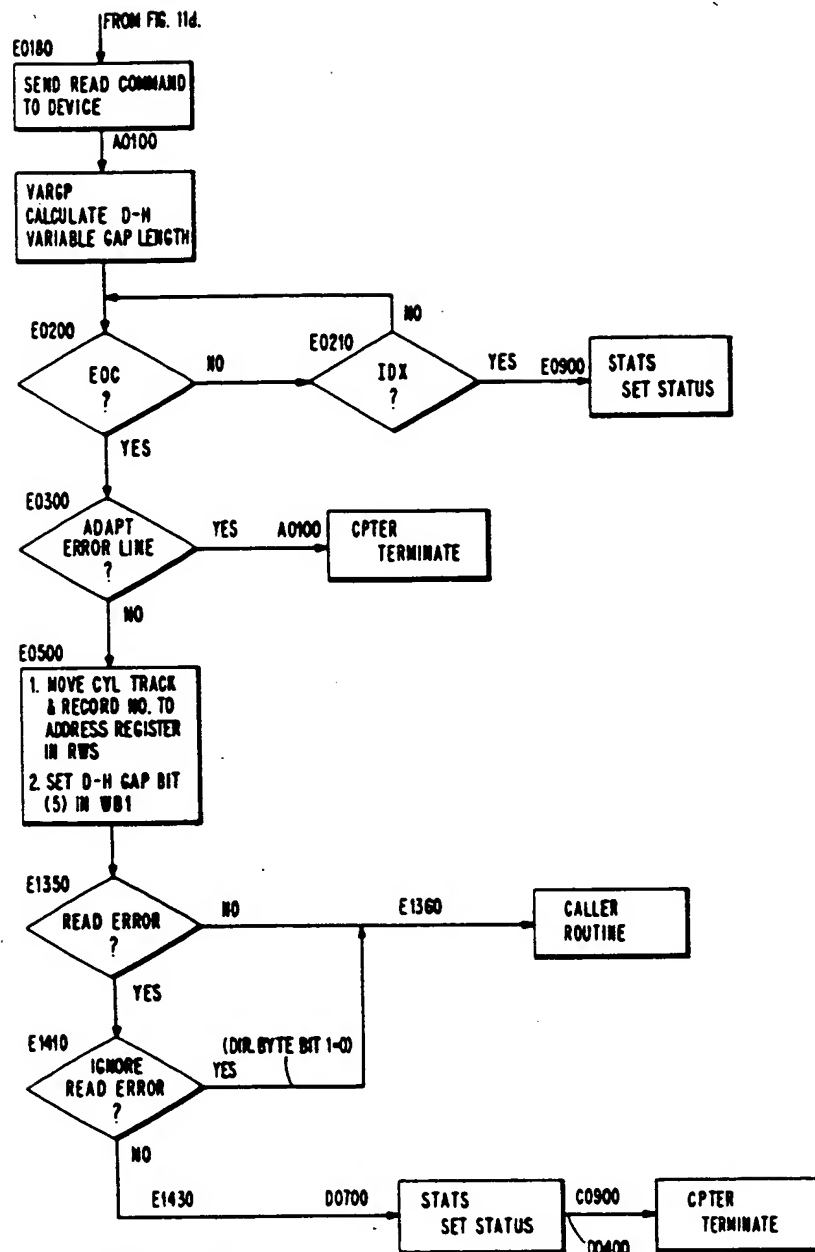 FROM FIG. 11d.
E0180
SEND READ COMMAND
TO DEVICE
A0100
VARGP
CALCULATE D-H
VARIABLE GAP LENGTH
NO
E0200
EOC
?
NO
E0210
IDX
?
YES
E0900
STATS
SET STATUS
YES
E0300
ADAPT
ERROR LINE
?
YES
A0100
CPTER
TERMINATE
NO
E0500
1. MOVE CYL TRACK
& RECORD NO. TO
ADDRESS REGISTER
IN RWS
2. SET D-H GAP BIT
(5) IN WB1
E1350
READ ERROR
?
NO
E1360
CALLER
ROUTINE
YES
E1410
IGNORE
READ ERROR
?
YES
(DIR. BYTE BIT 1=0)
NO
E1430
D0700
STATS
SET STATUS
C0900
D0400
CPTER
TERMINATE